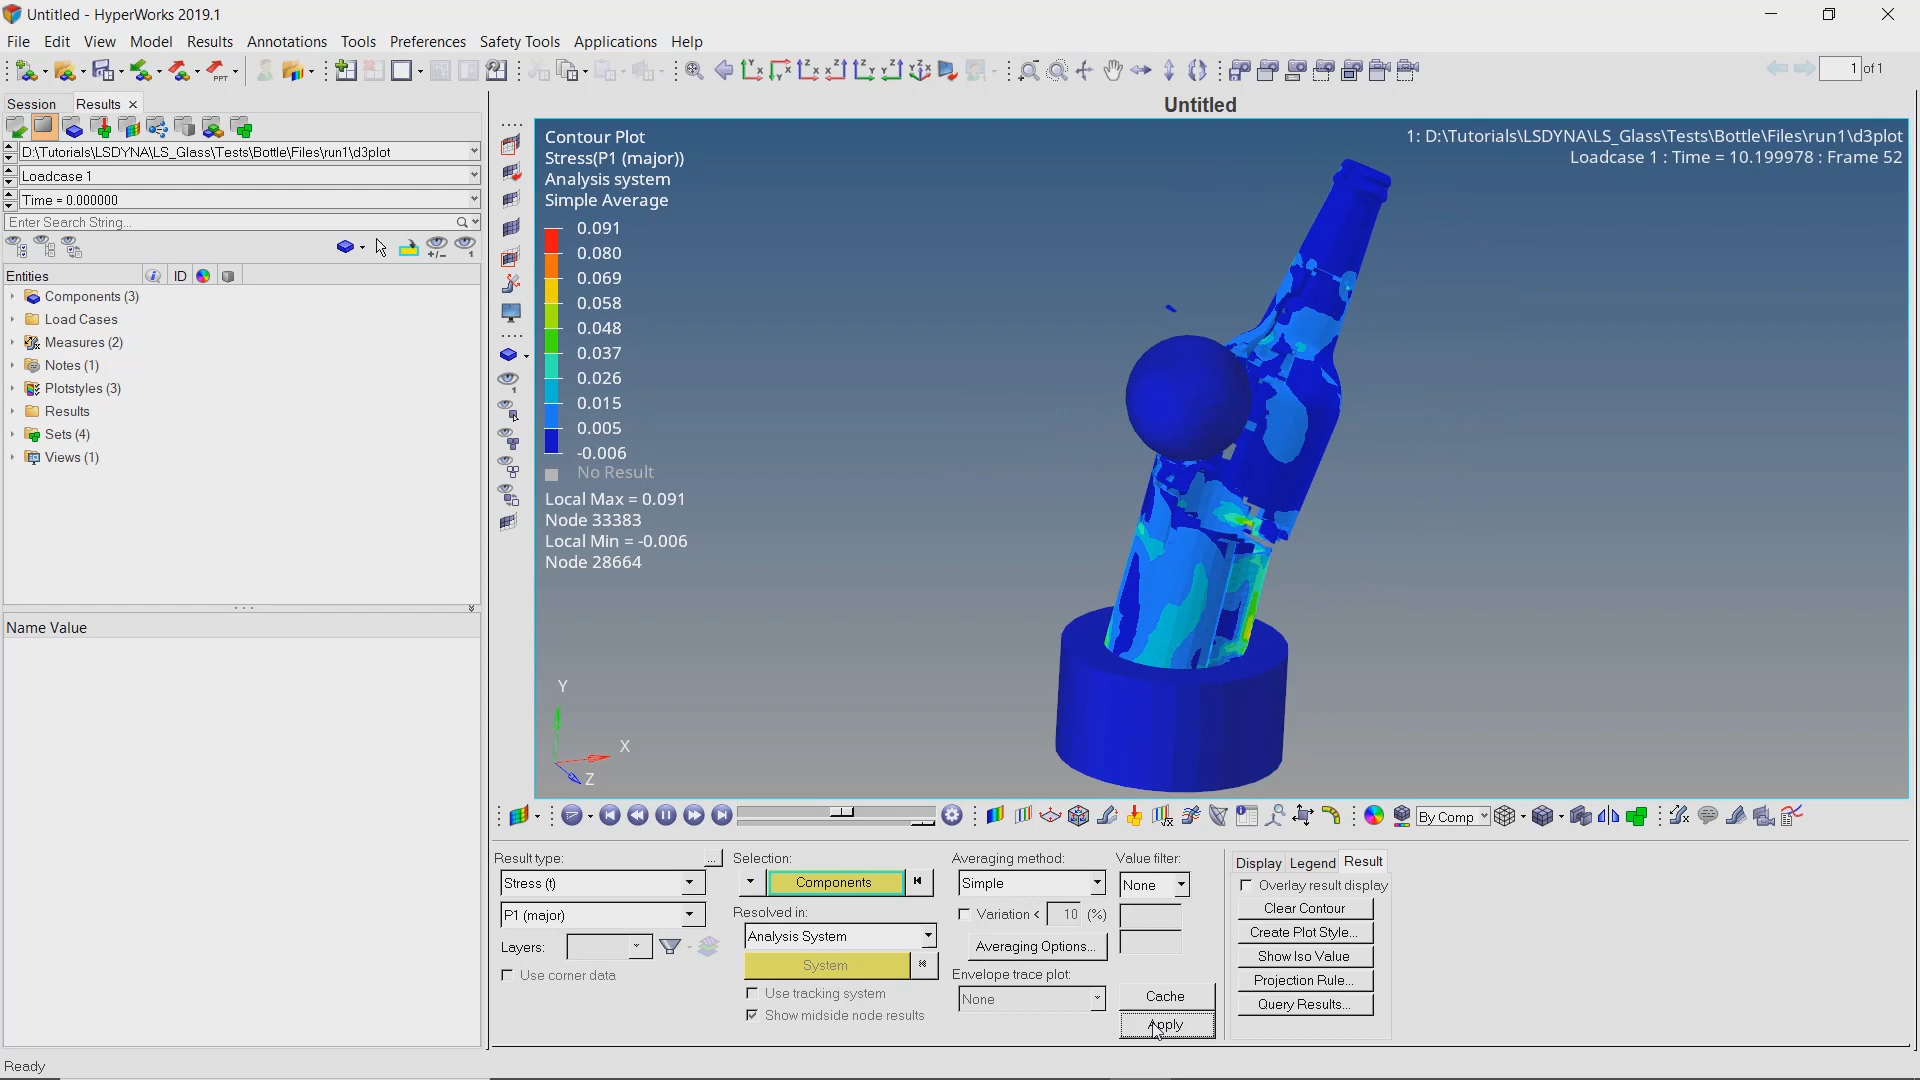 Untitled - HyperWorks 2019.1
File Edit View Model Results Annotations Tools Preferences Safety Tools Applications Help
PPT
1 of 1
Session Results
Untitled
D:\Tutorials\LSDYNA\LS_Glass\Tests\Bottle\Files\run1\d3plot
Loadcase 1
Time = 0.000000
Enter Search String...
Entities ID
Components (3)
Load Cases
Measures (2)
Notes (1)
Plotstyles (3)
Results
Sets (4)
Views (1)
Name Value
Contour Plot
Stress(P1 (major))
Analysis system
Simple Average
0.091
0.080
0.069
0.058
0.048
0.037
0.026
0.015
0.005
-0.006
No Result
Local Max = 0.091
Node 33383
Local Min = -0.006
Node 28664
1: D:\Tutorials\LSDYNA\LS_Glass\Tests\Bottle\Files\run1\d3plot
Loadcase 1 : Time = 10.199978 : Frame 52
Y
X
Z
By Comp
Result type: ...
Stress (t)
P1 (major)
Layers:
Use corner data
Selection:
Components
Resolved in:
Analysis System
System
Use tracking system
Show midside node results
Averaging method:
Simple
Variation < 10 (%)
Averaging Options...
Envelope trace plot:
None
Value filter:
None
Cache
Apply
Display Legend Result
Overlay result display
Clear Contour
Create Plot Style...
Show Iso Value
Projection Rule...
Query Results...
Ready